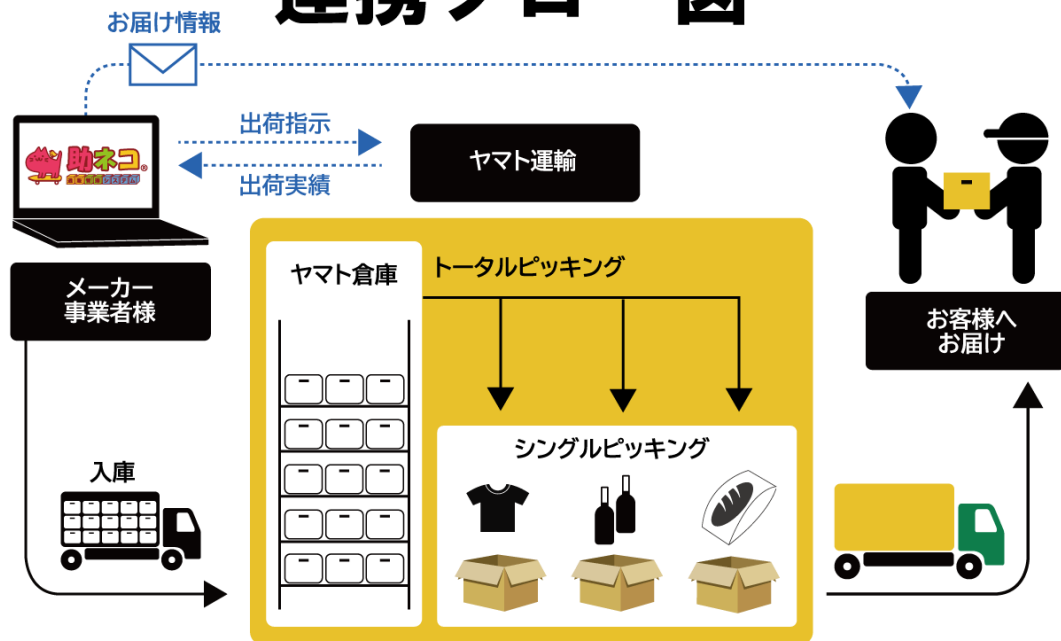 連携フロー図
お届け情報
出荷指示
助ネコ®
ヤマト運輸
出荷実績
メーカー
事業者様
ヤマト倉庫
トータルピッキング
お客様へ
お届け
シングルピッキング
入庫